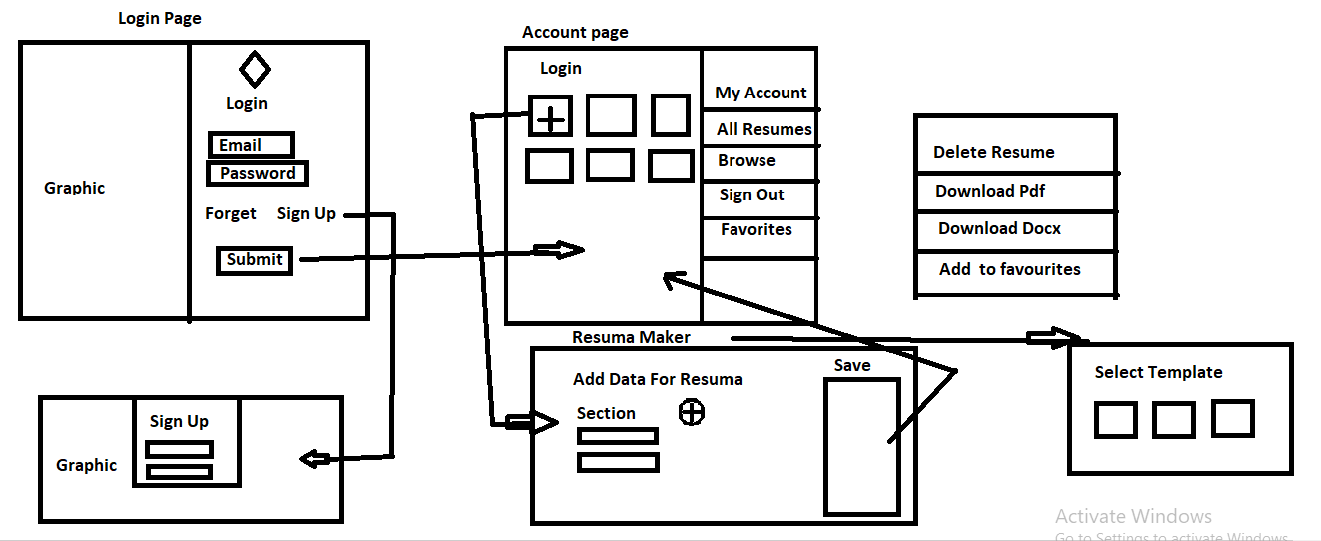 Login Page
Graphic
Login
Email
Password
Forget Sign Up
Submit
Account page
Login
My Account
All Resumes
Browse
Sign Out
Favorites
Delete Resume
Download Pdf
Download Docx
Add to favourites
Graphic
Sign Up
Resuma Maker
Add Data For Resuma
Section
Save
Select Template
Activate Windows
Go to Settings to activate Windows.